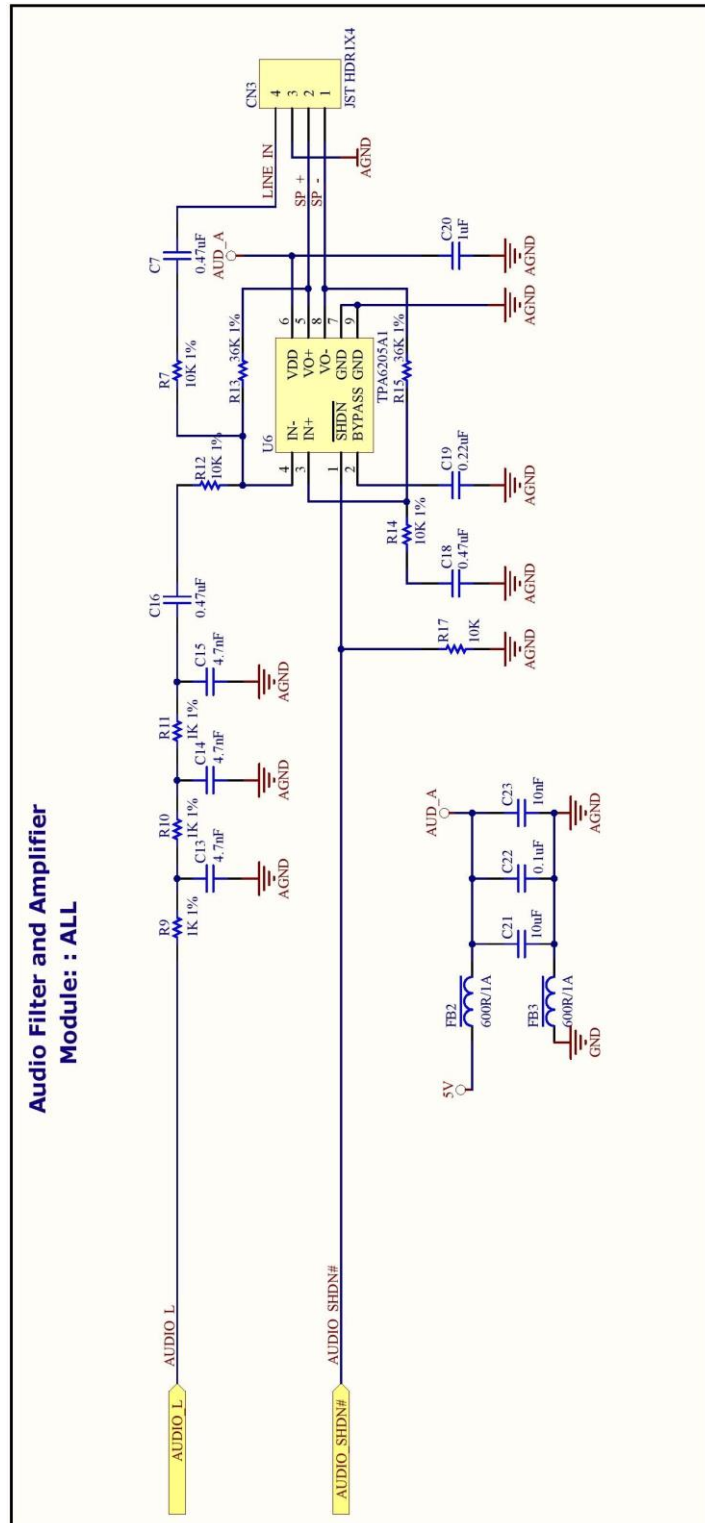 Audio Filter and Amplifier
Module: : ALL
AUDIO_L
AUDIO_L
R9
1K 1%
C13
4.7nF
AGND
R10
1K 1%
C14
4.7nF
AGND
R11
1K 1%
C15
4.7nF
AGND
C16
0.47uF
R12
10K 1%
R7
10K 1%
C7
0.47uF
LINE_IN
CN3
4
3
2
1
JST HDR1X4
AGND
SP_+
SP_-
AUD_A
R13
36K 1%
U6
4
3
1
2
IN-
IN+
SHDN
BYPASS
VDD
VO+
VO-
GND
GND
6
5
8
7
9
TPA6205A1
R15
36K 1%
C20
1uF
AGND
AGND
R14
10K 1%
C19
0.22uF
AGND
C18
0.47uF
AGND
AUDIO_SHDN#
AUDIO_SHDN#
R17
10K
AGND
5V
FB2
600R/1A
AUD_A
C21
10uF
C22
0.1uF
C23
10nF
FB3
600R/1A
GND
AGND